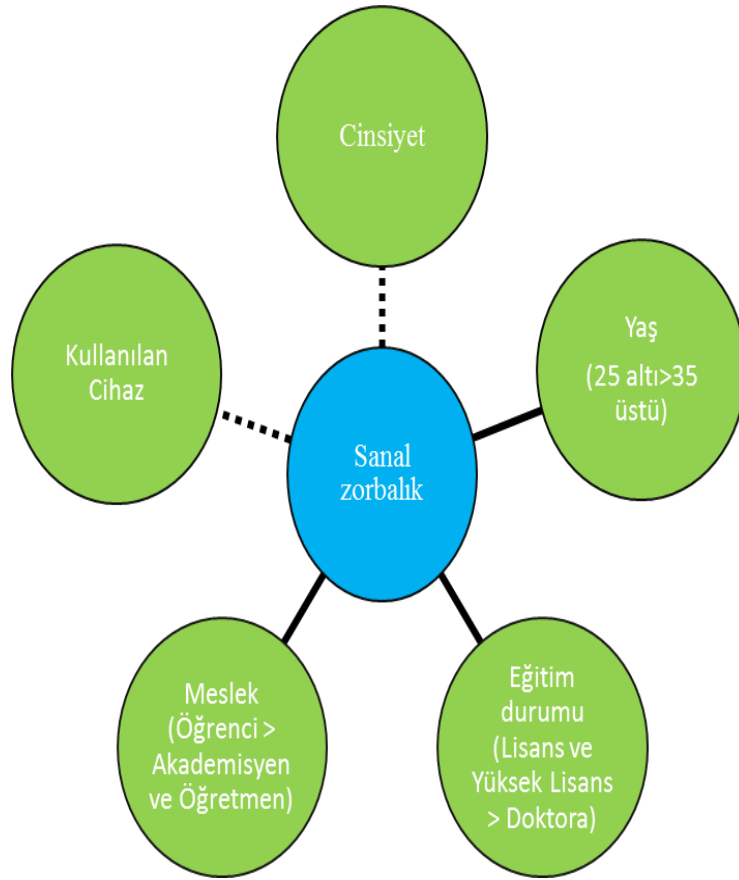 Cinsiyet
Kullanılan
Cihaz
Yaş
(25 altı>35
üstü)
Sanal
zorbalık
Meslek
(Öğrenci >
Akademisyen
ve Öğretmen)
Eğitim
durumu
(Lisans ve
Yüksek Lisans
> Doktora)